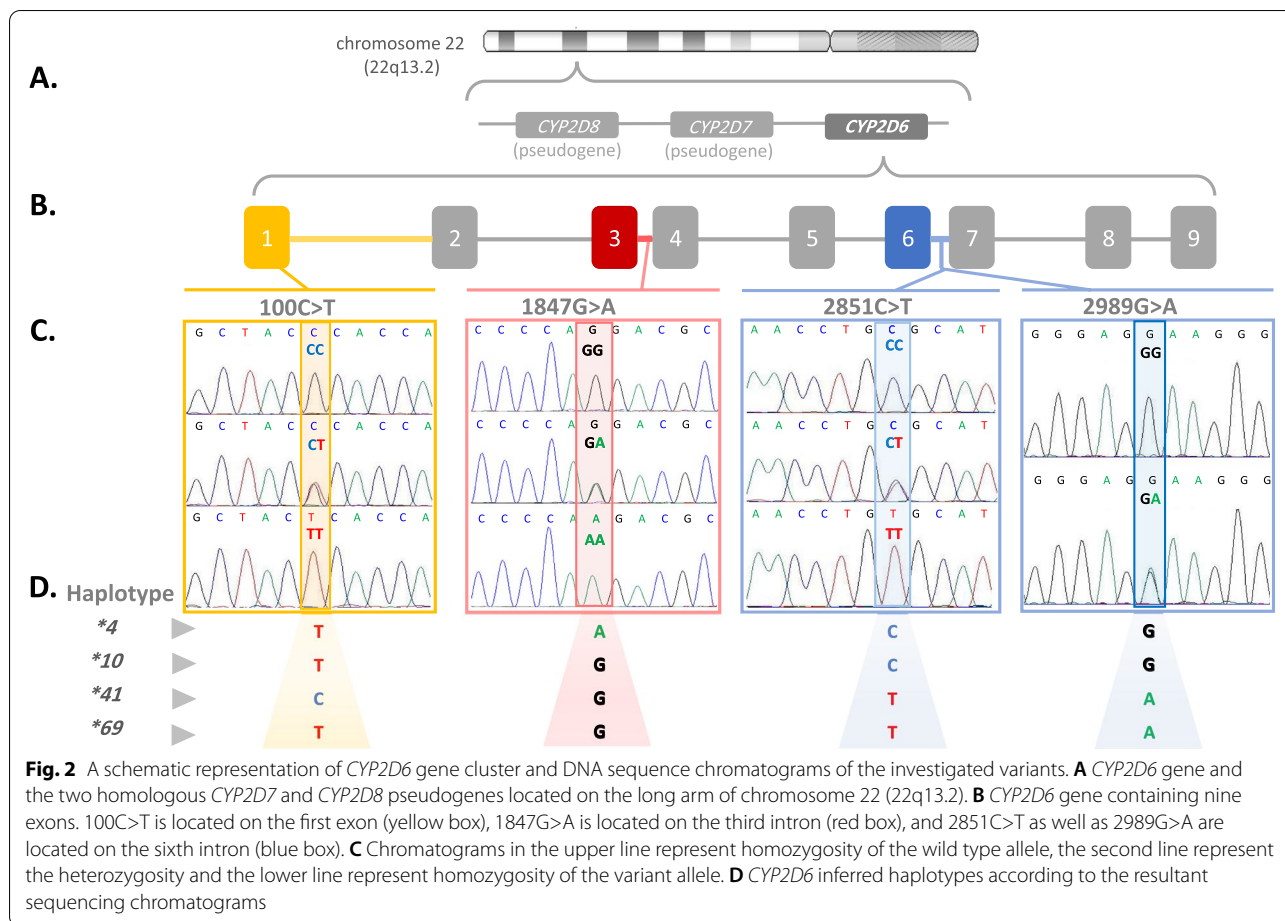 chromosome 22
(22q13.2)
A.
CYP2D8 CYP2D7 CYP2D6
(pseudogene) (pseudogene)
B.
1 2 3 4 5 6 7 8 9
100C>T 1847G>A 2851C>T 2989G>A
C.
G C T A C C C A C C A C C C C A G G A C G C A A C C T G C G C A T G G G A G G A A G G G
CC GG CC GG
G C T A C C C A C C A C C C C A G G A C G C A A C C T G C G C A T
CT GA CT
G G G A G G A A G G G
GA
G C T A C T C A C C A C C C C A A G A C G C A A C C T G T G C A T
TT AA TT
D.
Haplotype
*4 T A C G
*10 T G C G
*41 C G T A
*69 T G T A
Fig. 2 A schematic representation of CYP2D6 gene cluster and DNA sequence chromatograms of the investigated variants. A CYP2D6 gene and
the two homologous CYP2D7 and CYP2D8 pseudogenes located on the long arm of chromosome 22 (22q13.2). B CYP2D6 gene containing nine
exons. 100C>T is located on the first exon (yellow box), 1847G>A is located on the third intron (red box), and 2851C>T as well as 2989G>A are
located on the sixth intron (blue box). C Chromatograms in the upper line represent homozygosity of the wild type allele, the second line represent
the heterozygosity and the lower line represent homozygosity of the variant allele. D CYP2D6 inferred haplotypes according to the resultant
sequencing chromatograms